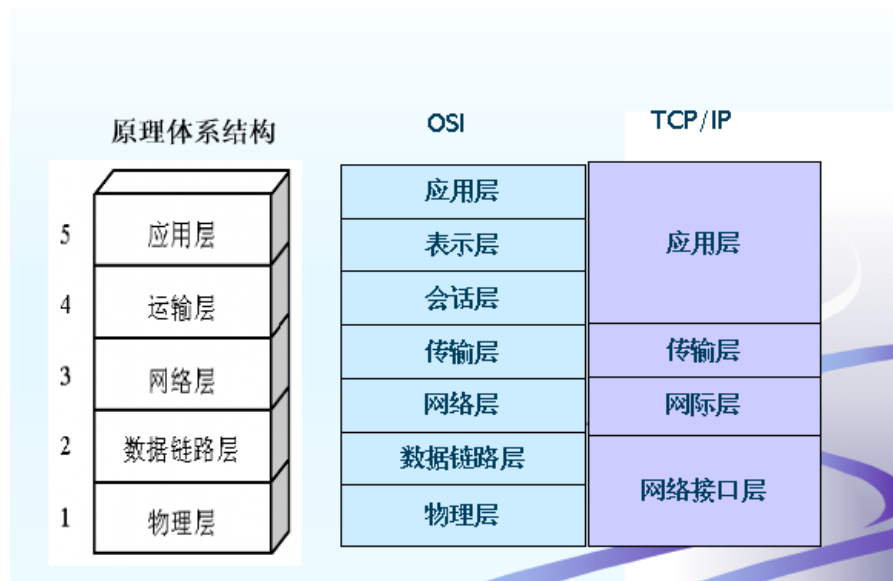 原理体系结构
5 应用层
4 运输层
3 网络层
2 数据链路层
1 物理层
OSI
应用层
表示层
会话层
传输层
网络层
数据链路层
物理层
TCP/IP
应用层
传输层
网际层
网络接口层